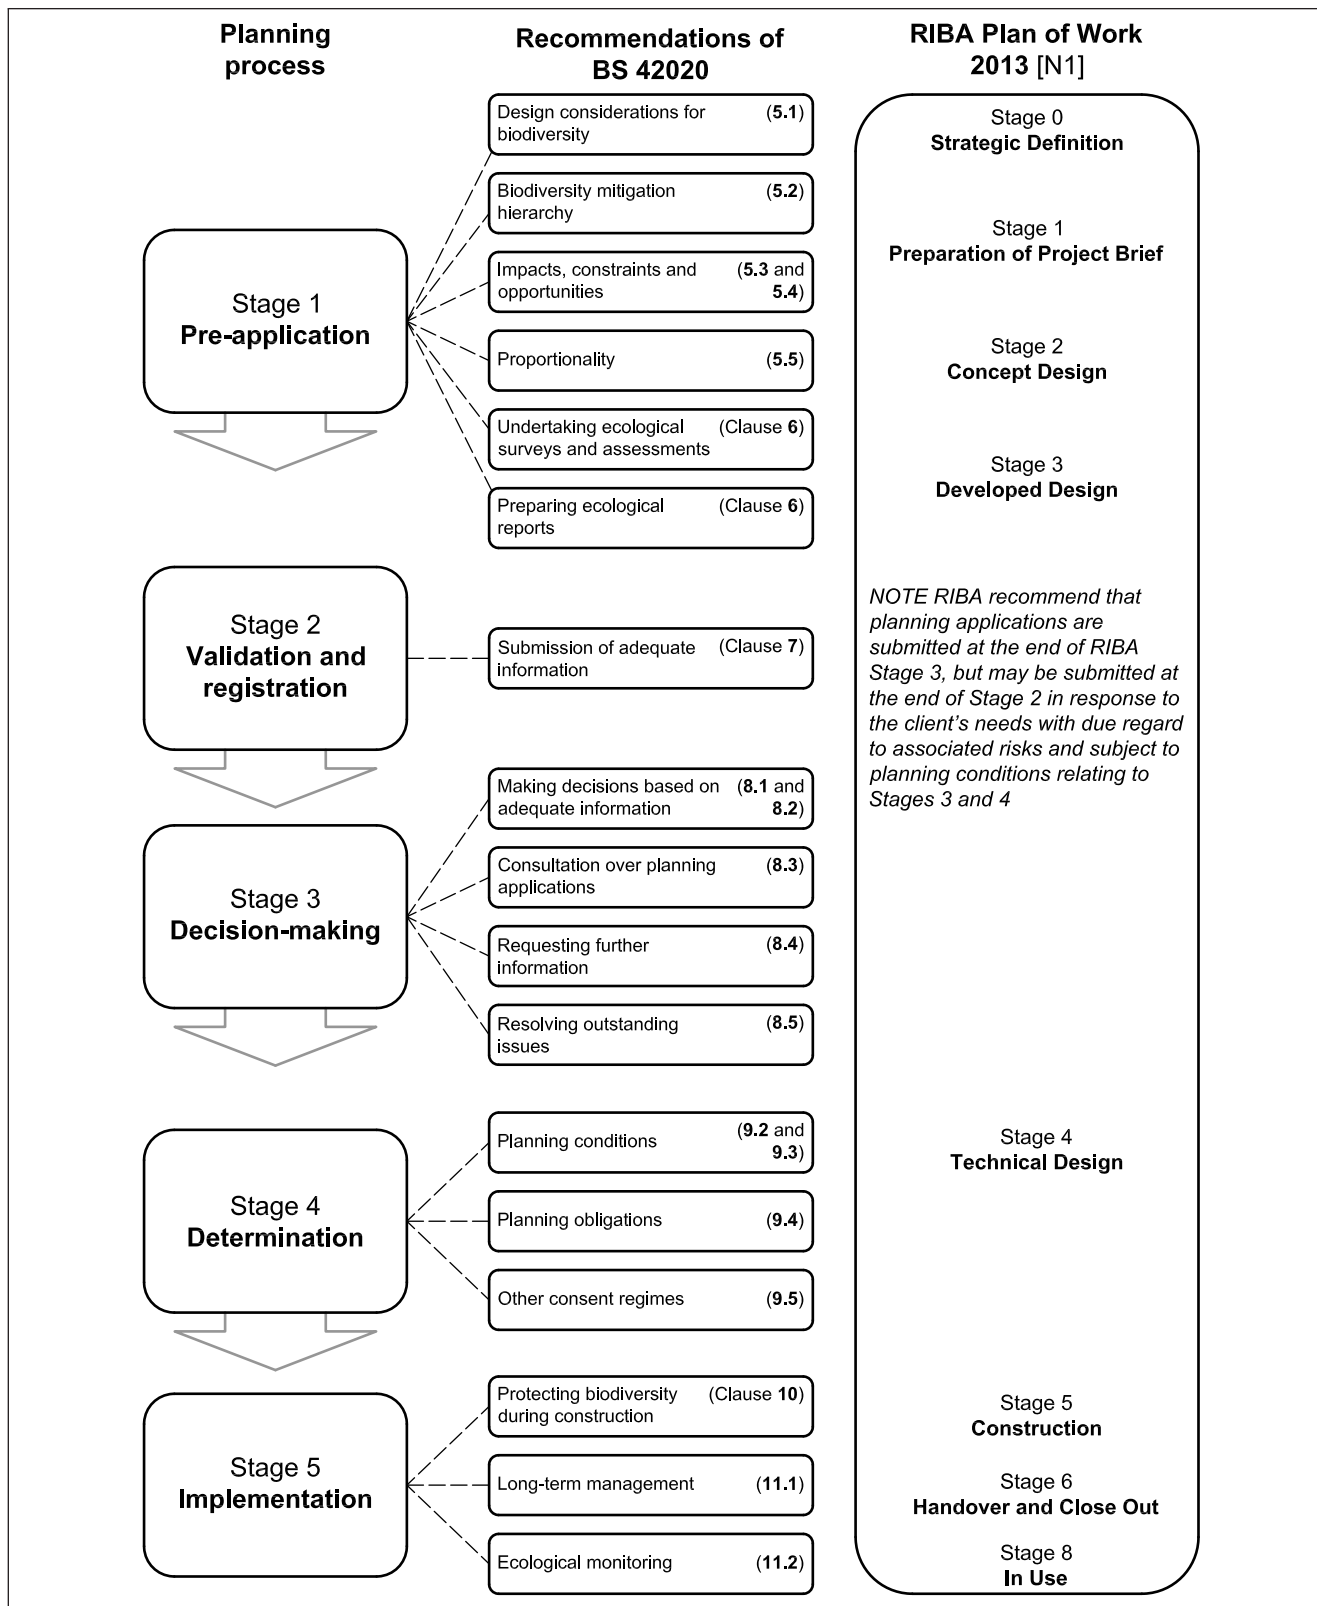 Planning
process
Recommendations of
BS 42020
RIBA Plan of Work
2013 [N1]
Stage 1
Pre-application
Stage 2
Validation and
registration
Stage 3
Decision-making
Stage 4
Determination
Stage 5
Implementation
Design considerations for (5.1)
biodiversity
Biodiversity mitigation (5.2)
hierarchy
Impacts, constraints and (5.3 and
opportunities 5.4)
Proportionality (5.5)
Undertaking ecological (Clause 6)
surveys and assessments
Preparing ecological (Clause 6)
reports
Submission of adequate (Clause 7)
information
Making decisions based on (8.1 and
adequate information 8.2)
Consultation over planning (8.3)
applications
Requesting further (8.4)
information
Resolving outstanding (8.5)
issues
Planning conditions (9.2 and
9.3)
Planning obligations (9.4)
Other consent regimes (9.5)
Protecting biodiversity (Clause 10)
during construction
Long-term management (11.1)
Ecological monitoring (11.2)
Stage 0
Strategic Definition
Stage 1
Preparation of Project Brief
Stage 2
Concept Design
Stage 3
Developed Design
NOTE RIBA recommend that
planning applications are
submitted at the end of RIBA
Stage 3, but may be submitted at
the end of Stage 2 in response to
the client's needs with due regard
to associated risks and subject to
planning conditions relating to
Stages 3 and 4
Stage 4
Technical Design
Stage 5
Construction
Stage 6
Handover and Close Out
Stage 8
In Use